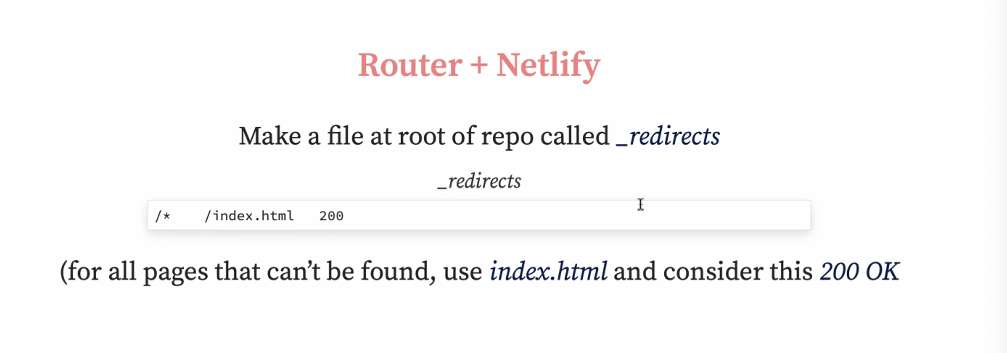 Router + Netlify
Make a file at root of repo called _redirects
_redirects
/*    /index.html   200
(for all pages that can’t be found, use index.html and consider this 200 OK